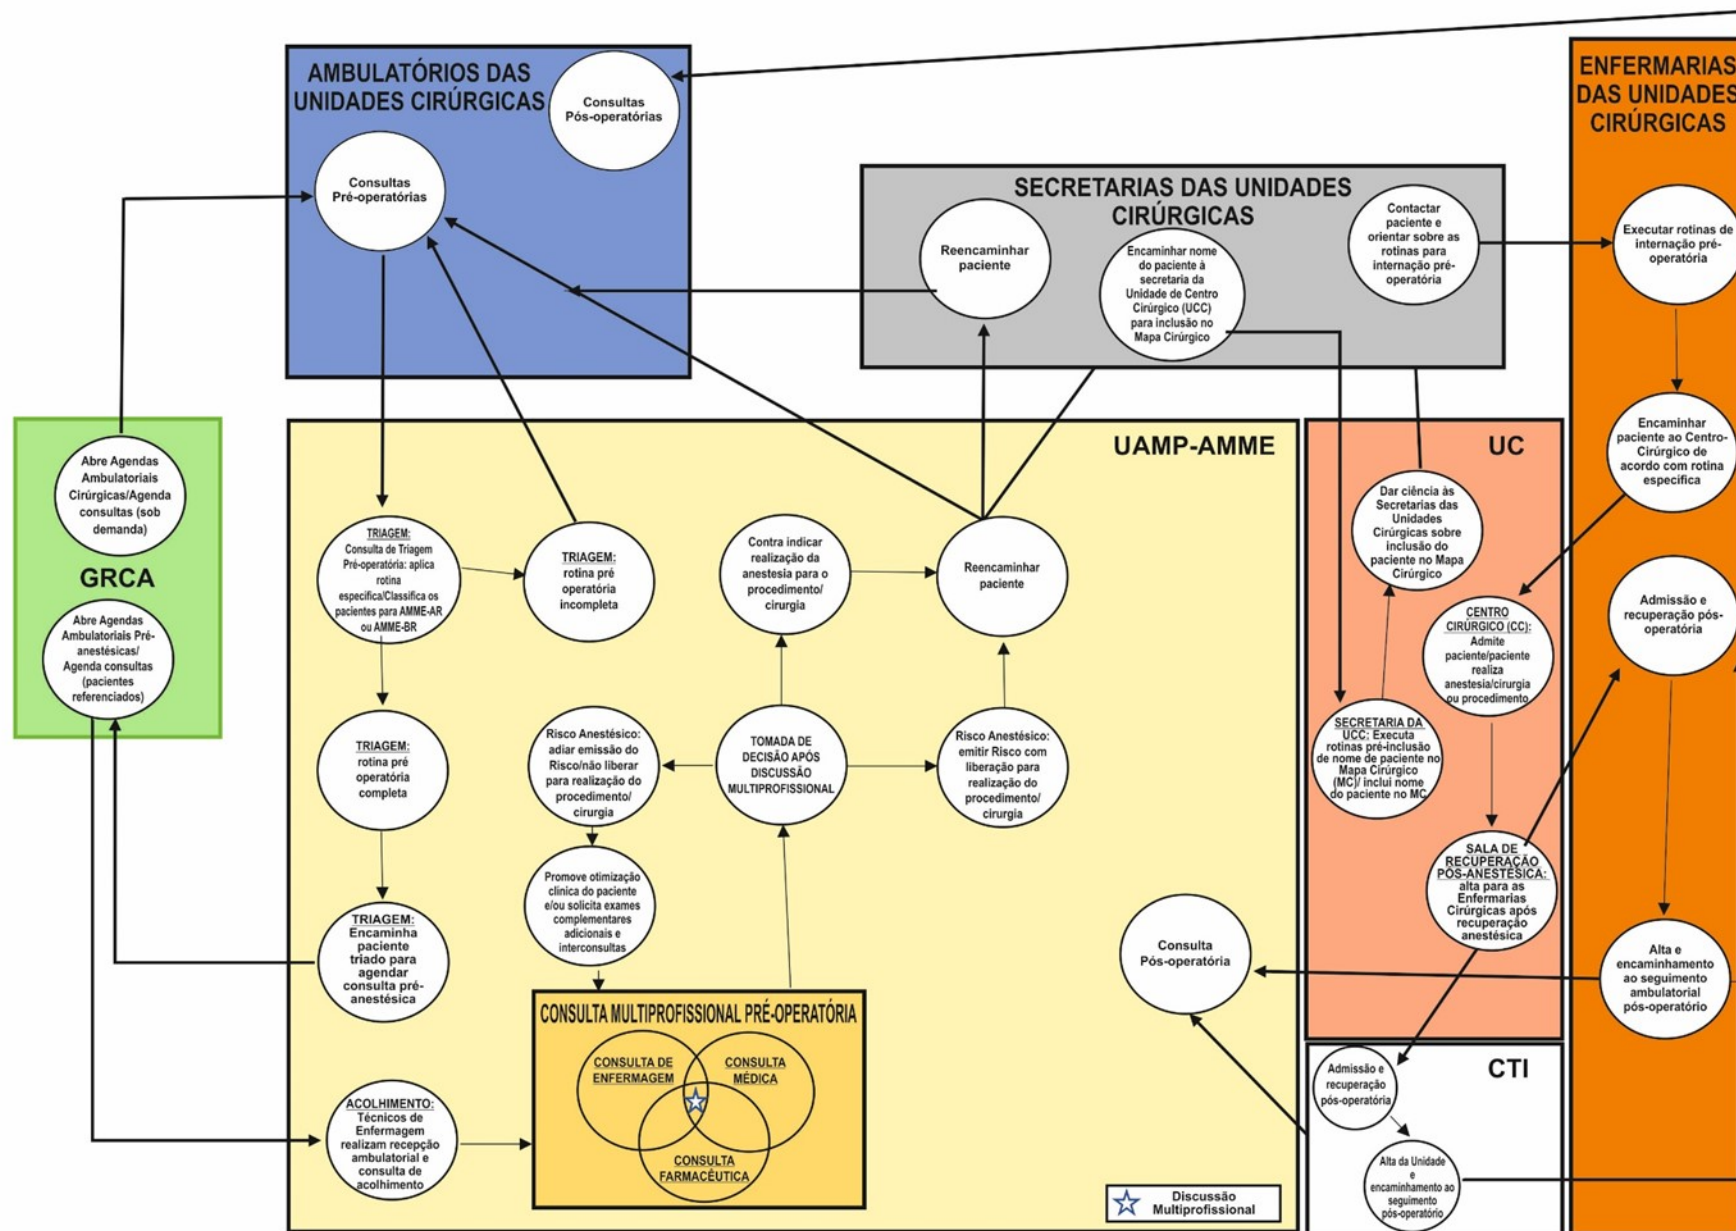 AMBULATÓRIOS DAS
UNIDADES CIRÚRGICAS
Consultas
Pós-operatórias
Consultas
Pré-operatórias
SECRETARIAS DAS UNIDADES
CIRÚRGICAS
Reencaminhar
paciente
Encaminhar nome
do paciente à
secretaria da
Unidade de Centro
Cirúrgico (UCC)
para inclusão no
Mapa Cirúrgico
Contactar
paciente e
orientar sobre as
rotinas para
internação pré-
operatória
ENFERMARIAS
DAS UNIDADES
CIRÚRGICAS
Executar rotinas de
internação pré-
operatória
Encaminhar
paciente ao Centro-
Cirúrgico de
acordo com rotina
específica
Admissão e
recuperação pós-
operatória
Alta e
encaminhamento
ao seguimento
ambulatorial
pós-operatório
GRCA
Abre Agendas
Ambulatoriais
Cirúrgicas/Agenda
consultas (sob
demanda)
Abre Agendas
Ambulatoriais Pré-
anestésicas/
Agenda consultas
(pacientes
referenciados)
UAMP-AMME
TRIAGEM:
Consulta de Triagem
Pré-operatória: aplica
rotina
especifica/Classifica os
pacientes para AMME-AR
ou AMME-BR
TRIAGEM:
rotina pré
operatória
incompleta
Contra indicar
realização da
anestesia para o
procedimento/
cirurgia
Reencaminhar
paciente
TRIAGEM:
rotina pré
operatória
completa
Risco Anestésico:
adiar emissão do
Risco/não liberar
para realização do
procedimento/
cirurgia
TOMADA DE
DECISÃO APÓS
DISCUSSÃO
MULTIPROFISSIONAL
Risco Anestésico:
emitir Risco com
liberação para
realização do
procedimento/
cirurgia
TRIAGEM:
Encaminha
paciente
triado para
agendar
consulta pré-
anestésica
Promove otimização
clínica do paciente
e/ou solicita exames
complementares
adicionais e
interconsultas
Consulta
Pós-operatória
ACOLHIMENTO:
Técnicos de
Enfermagem
realizam recepção
ambulatorial e
consulta de
acolhimento
CONSULTA MULTIPROFISSIONAL PRÉ-OPERATÓRIA
CONSULTA DE
ENFERMAGEM
CONSULTA
MÉDICA
CONSULTA
FARMACÊUTICA
Discussão
Multiprofissional
UC
Dar ciência às
Secretarias das
Unidades
Cirúrgicas sobre
inclusão do
paciente no Mapa
Cirúrgico
CENTRO
CIRÚRGICO (CC):
Admite
paciente/paciente
realiza
anestesia/cirurgia
ou procedimento
SECRETARIA DA
UCC: Executa
rotinas pré-inclusão
de nome de paciente no
Mapa Cirúrgico
(MC)/ inclui nome
do paciente no MC
SALA DE
RECUPERAÇÃO
PÓS-ANESTÉSICA:
alta para as
Enfermarias
Cirúrgicas após
recuperação
anestésica
CTI
Admissão e
recuperação
pós-operatória
Alta da Unidade
e
encaminhamento ao
seguimento
pós-operatório